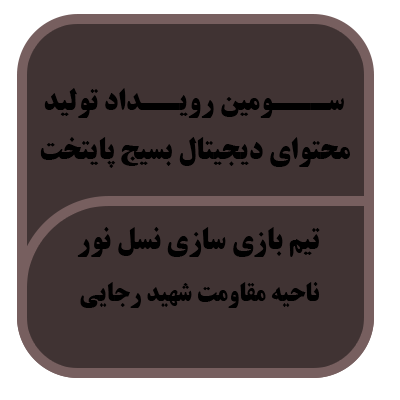 سومین رویداد تولید
محتوای دیجیتال بسیج پایتخت
تیم بازی سازی نسل نور
ناحیه مقاومت شهید رجایی